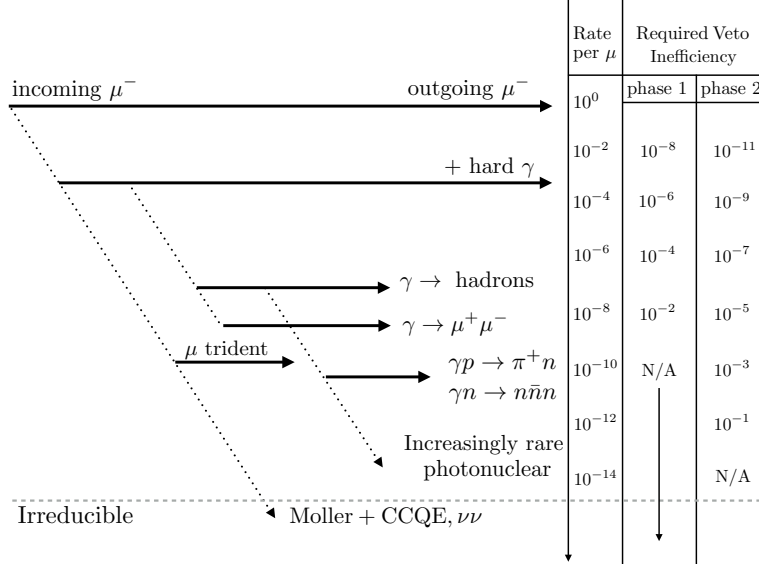 Rate per μ
Required Veto Inefficiency
phase 1 phase 2
incoming μ⁻ outgoing μ⁻
10⁰
10⁻² 10⁻⁸ 10⁻¹¹
+ hard γ
10⁻⁴ 10⁻⁶ 10⁻⁹
10⁻⁶ 10⁻⁴ 10⁻⁷
γ → hadrons
10⁻⁸ 10⁻² 10⁻⁵
γ → μ⁺μ⁻
μ trident
γp → π⁺n
10⁻¹⁰ N/A 10⁻³
γn → nn̄n
10⁻¹² 10⁻¹
Increasingly rare
photonuclear
10⁻¹⁴ N/A
Irreducible Moller + CCQE, νν